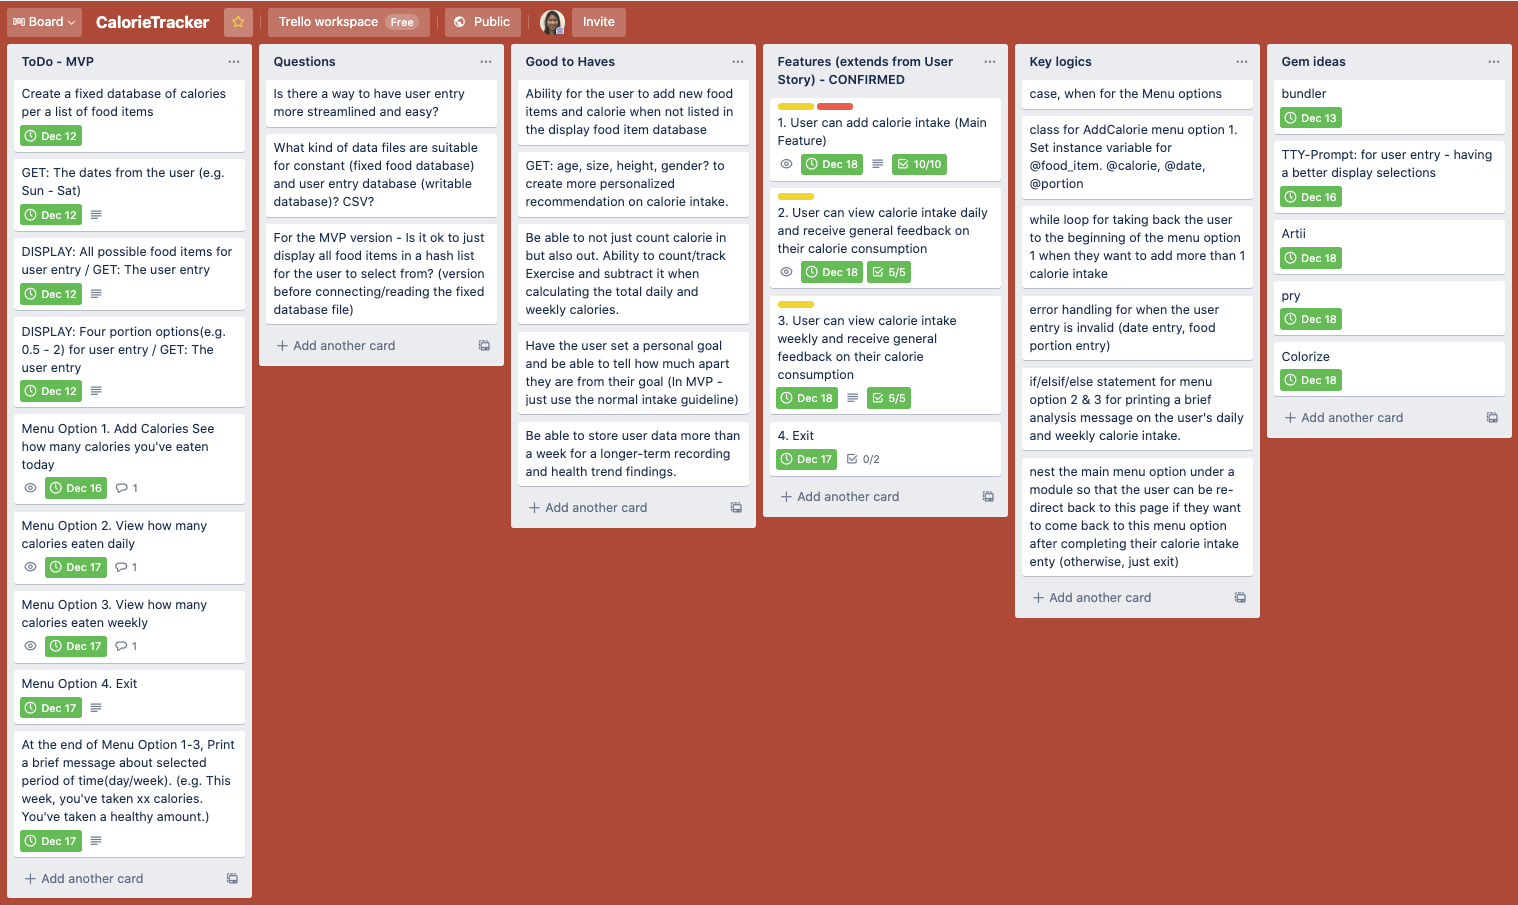 Board
CalorieTracker
Trello workspace Free
Public
Invite
ToDo - MVP
Create a fixed database of calories
per a list of food items
Dec 12
GET: The dates from the user (e.g.
Sun - Sat)
Dec 12
DISPLAY: All possible food items for
user entry / GET: The user entry
Dec 12
DISPLAY: Four portion options(e.g.
0.5 - 2) for user entry / GET: The
user entry
Dec 12
Menu Option 1. Add Calories See
how many calories you've eaten
today
Dec 16 1
Menu Option 2. View how many
calories eaten daily
Dec 17 1
Menu Option 3. View how many
calories eaten weekly
Dec 17 1
Menu Option 4. Exit
Dec 17
At the end of Menu Option 1-3, Print
a brief message about selected
period of time(day/week). (e.g. This
week, you've taken xx calories.
You've taken a healthy amount.)
Dec 17
Add another card
Questions
Is there a way to have user entry
more streamlined and easy?
What kind of data files are suitable
for constant (fixed food database)
and user entry database (writable
database)? CSV?
For the MVP version - Is it ok to just
display all food items in a hash list
for the user to select from? (version
before connecting/reading the fixed
database file)
Add another card
Good to Haves
Ability for the user to add new food
items and calorie when not listed in
the display food item database
GET: age, size, height, gender? to
create more personalized
recommendation on calorie intake.
Be able to not just count calorie in
but also out. Ability to count/track
Exercise and subtract it when
calculating the total daily and
weekly calories.
Have the user set a personal goal
and be able to tell how much apart
they are from their goal (In MVP -
just use the normal intake guideline)
Be able to store user data more than
a week for a longer-term recording
and health trend findings.
Add another card
Features (extends from User
Story) - CONFIRMED
1. User can add calorie intake (Main
Feature)
Dec 18 10/10
2. User can view calorie intake daily
and receive general feedback on
their calorie consumption
Dec 18 5/5
3. User can view calorie intake
weekly and receive general
feedback on their calorie
consumption
Dec 18 5/5
4. Exit
Dec 17 0/2
Add another card
Key logics
case, when for the Menu options
class for AddCalorie menu option 1.
Set instance variable for
@food_item. @calorie, @date,
@portion
while loop for taking back the user
to the beginning of the menu option
1 when they want to add more than 1
calorie intake
error handling for when the user
entry is invalid (date entry, food
portion entry)
if/elsif/else statement for menu
option 2 & 3 for printing a brief
analysis message on the user's daily
and weekly calorie intake.
nest the main menu option under a
module so that the user can be re-
direct back to this page if they want
to come back to this menu option
after completing their calorie intake
enty (otherwise, just exit)
Add another card
Gem ideas
bundler
Dec 13
TTY-Prompt: for user entry - having
a better display selections
Dec 16
Artii
Dec 18
pry
Dec 18
Colorize
Dec 18
Add another card